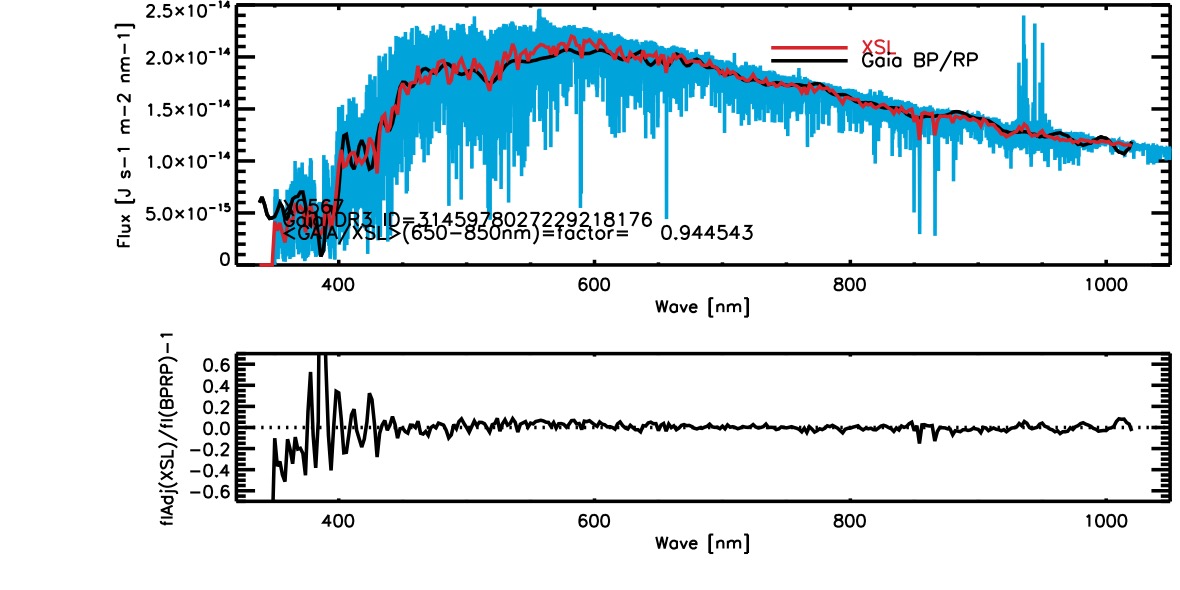 2.5×10−14
2.0×10−14
1.5×10−14
1.0×10−14
5.0×10−15
0
Flux [J s−1 m−2 nm−1]
XSL
Gaia BP/RP
X0567
Gaia DR3 ID=3145978027229218176
<GAIA/XSL>(650−850nm)=factor= 0.944543
400 600 800 1000
Wave [nm]
flAdj(XSL)/fl(BPRP)−1
0.6
0.4
0.2
0.0
−0.2
−0.4
−0.6
400 600 800 1000
Wave [nm]